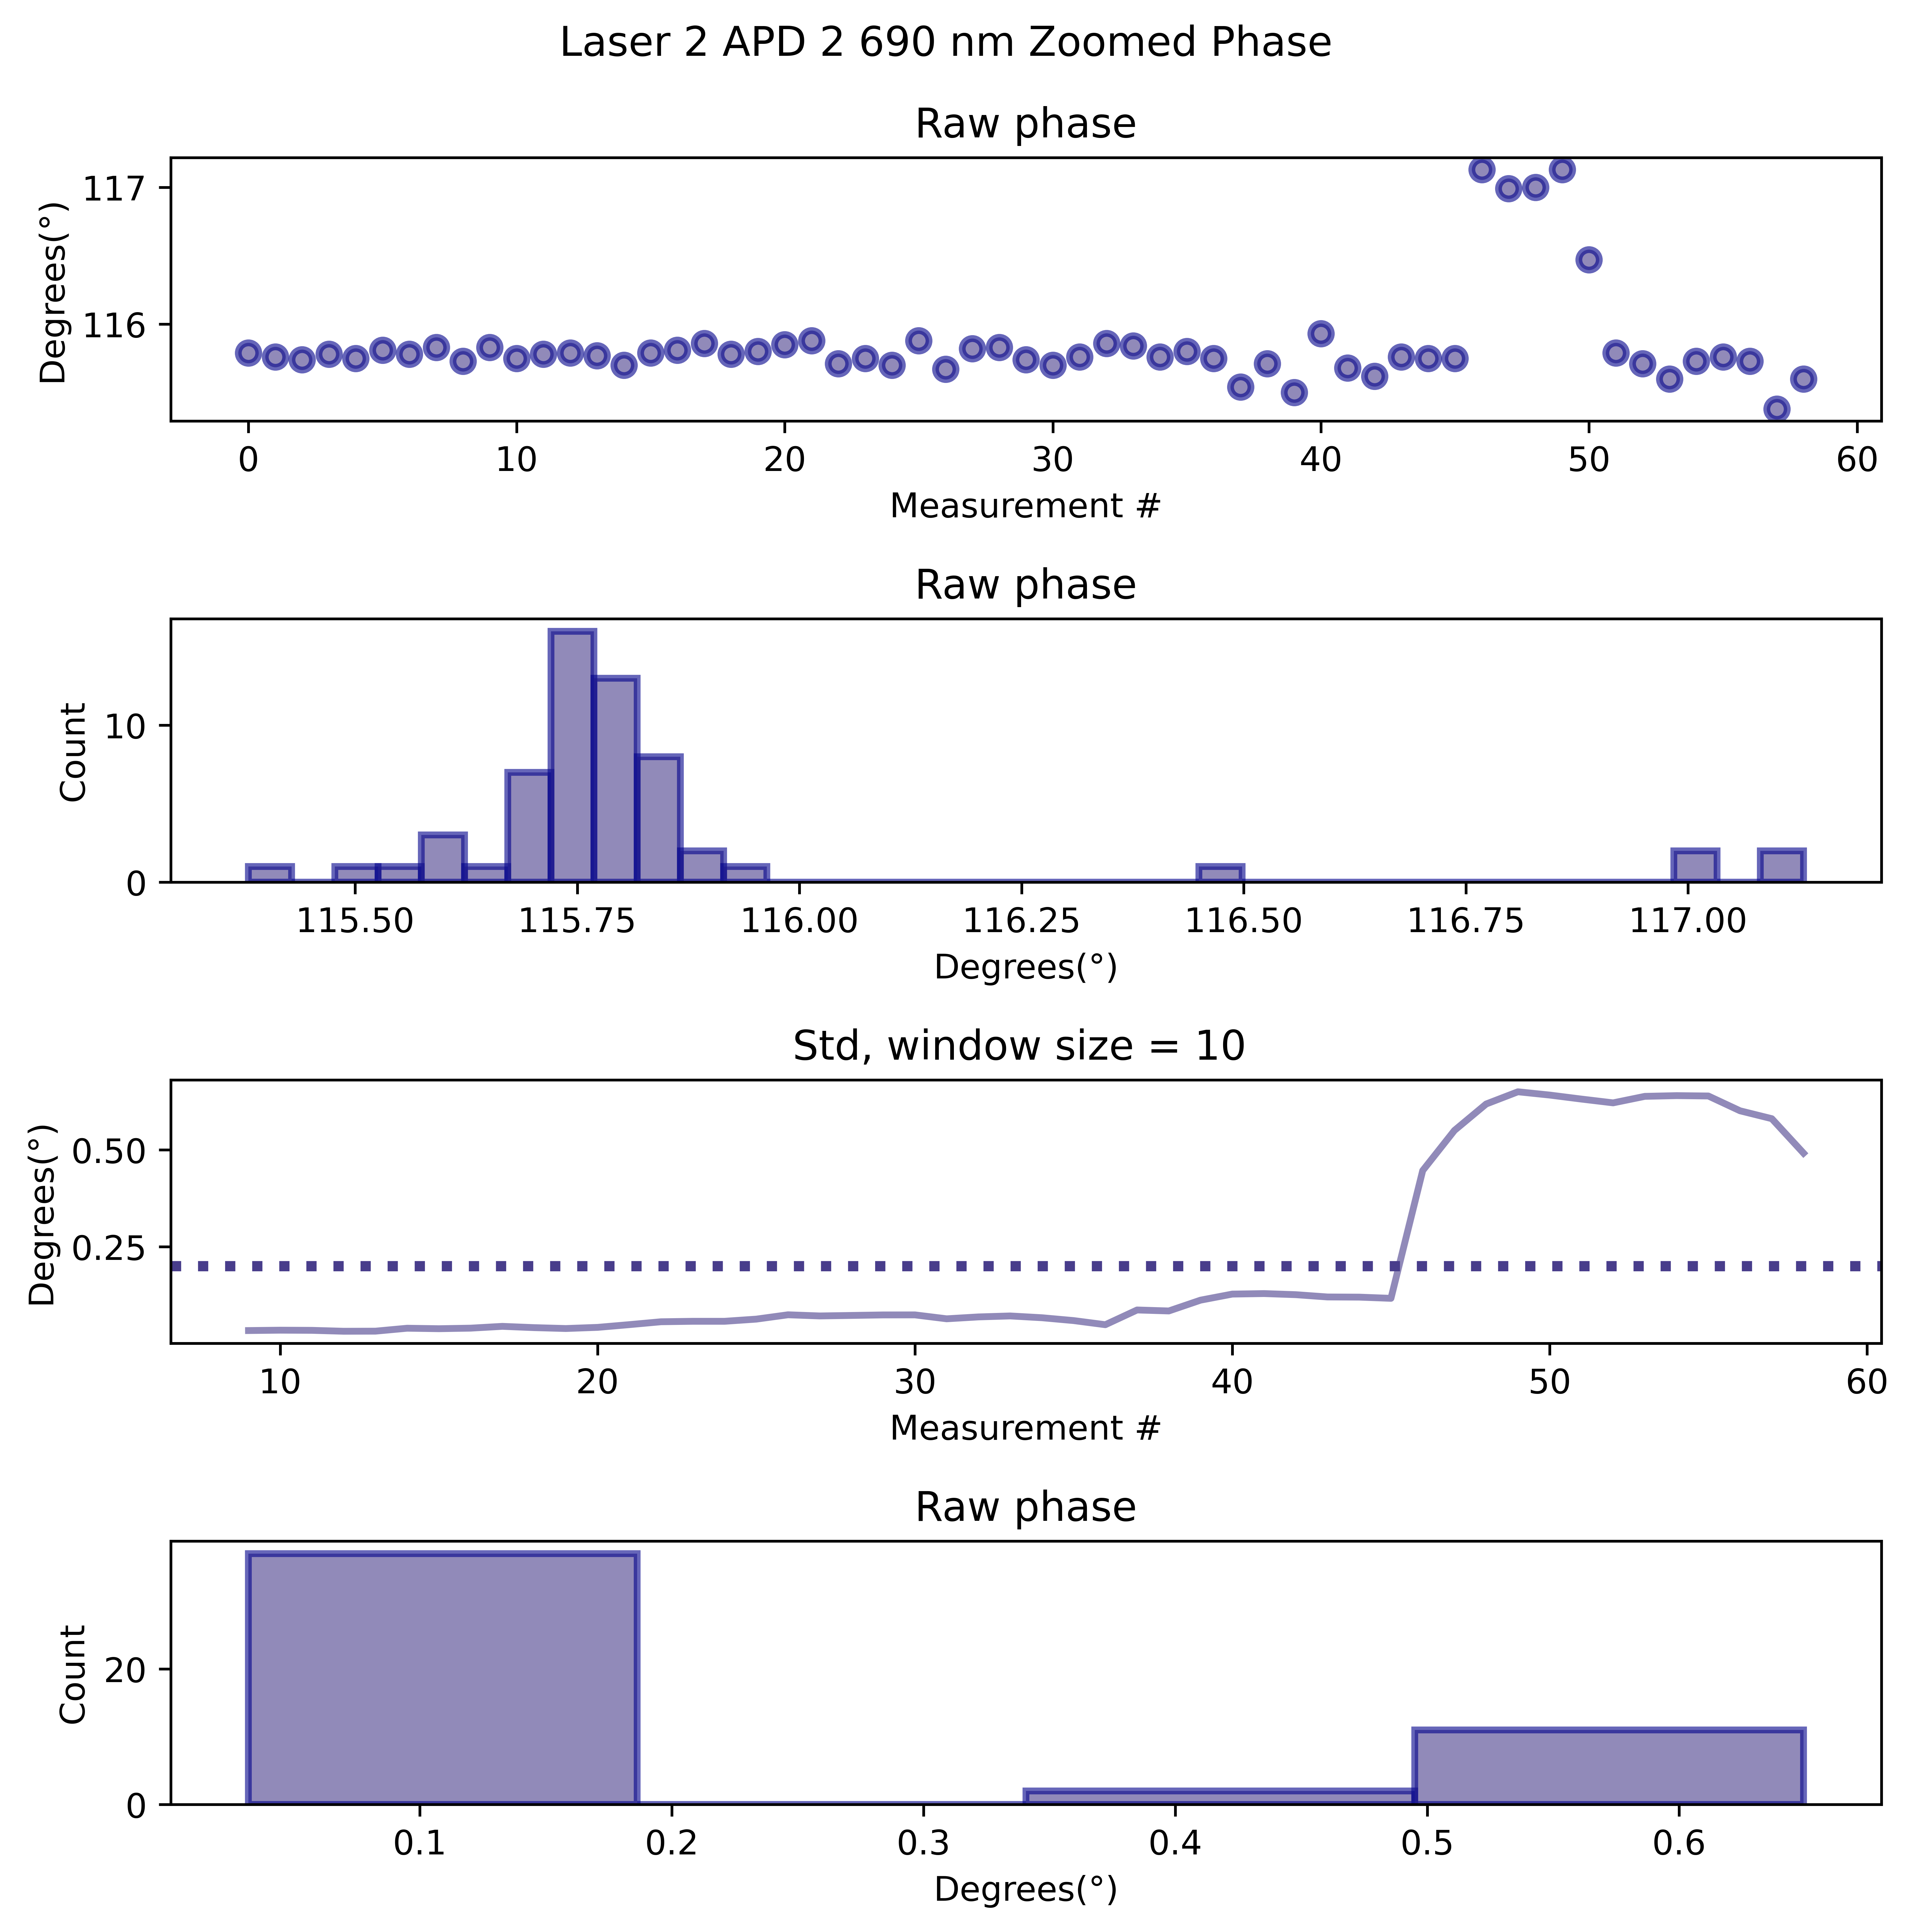 Laser 2 APD 2 690 nm Zoomed Phase
Raw phase
Degrees(°)
117
116
0 10 20 30 40 50 60
Measurement #
Raw phase
Count
10
0
115.50 115.75 116.00 116.25 116.50 116.75 117.00
Degrees(°)
Std, window size = 10
Degrees(°)
0.50
0.25
10 20 30 40 50 60
Measurement #
Raw phase
Count
20
0
0.1 0.2 0.3 0.4 0.5 0.6
Degrees(°)